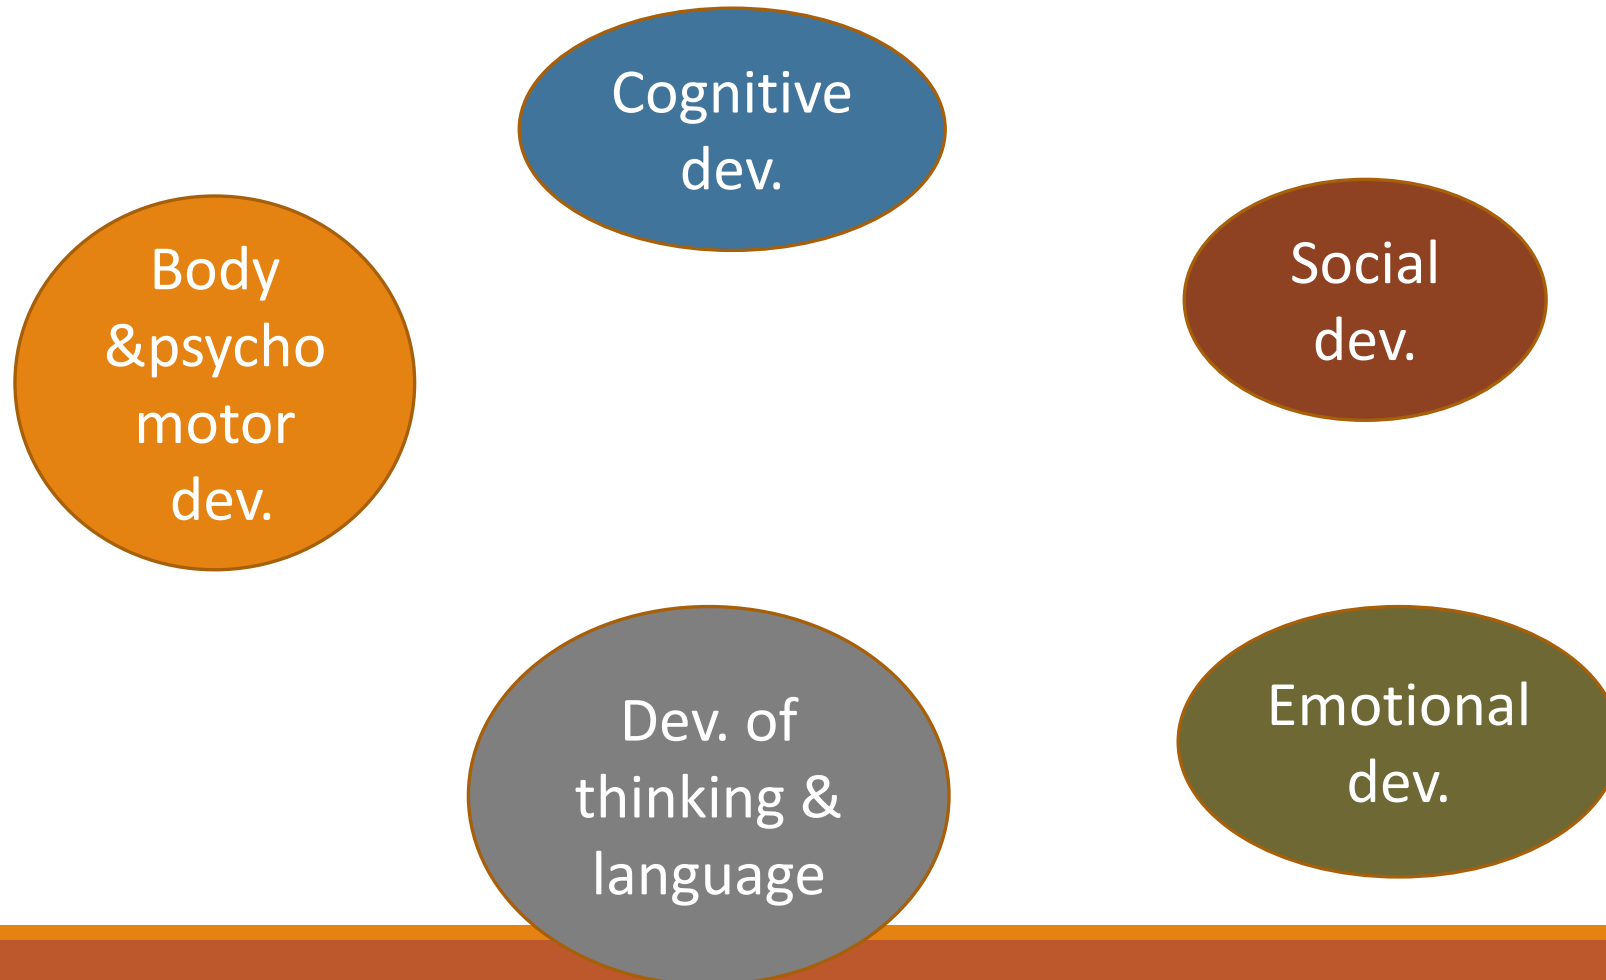 Cognitive
dev.
Body
&psycho
motor
dev.
Social
dev.
Dev. of
thinking &
language
Emotional
dev.